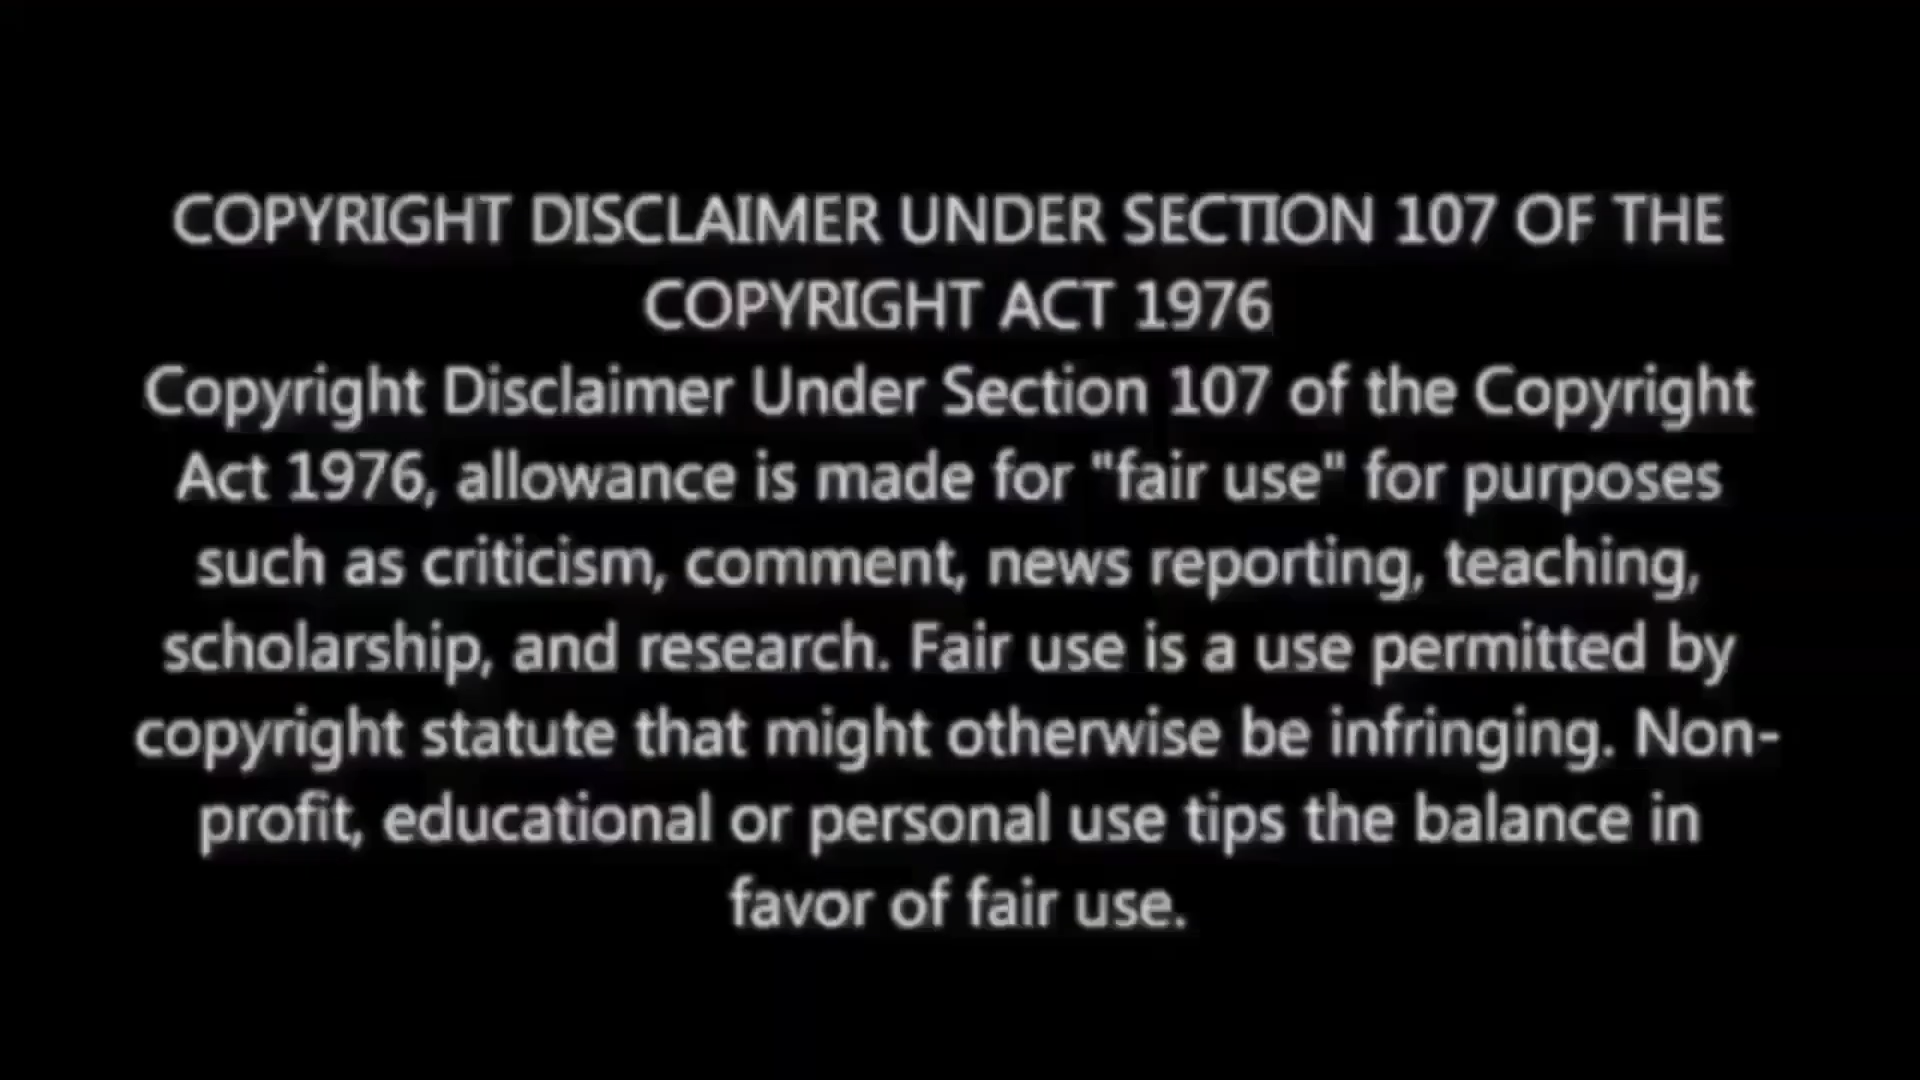 COPYRIGHT DISCLAIMER UNDER SECTION 107 OF THE
COPYRIGHT ACT 1976
Copyright Disclaimer Under Section 107 of the Copyright
Act 1976, allowance is made for "fair use" for purposes
such as criticism, comment, news reporting, teaching,
scholarship, and research. Fair use is a use permitted by
copyright statute that might otherwise be infringing. Non-
profit, educational or personal use tips the balance in
favor of fair use.